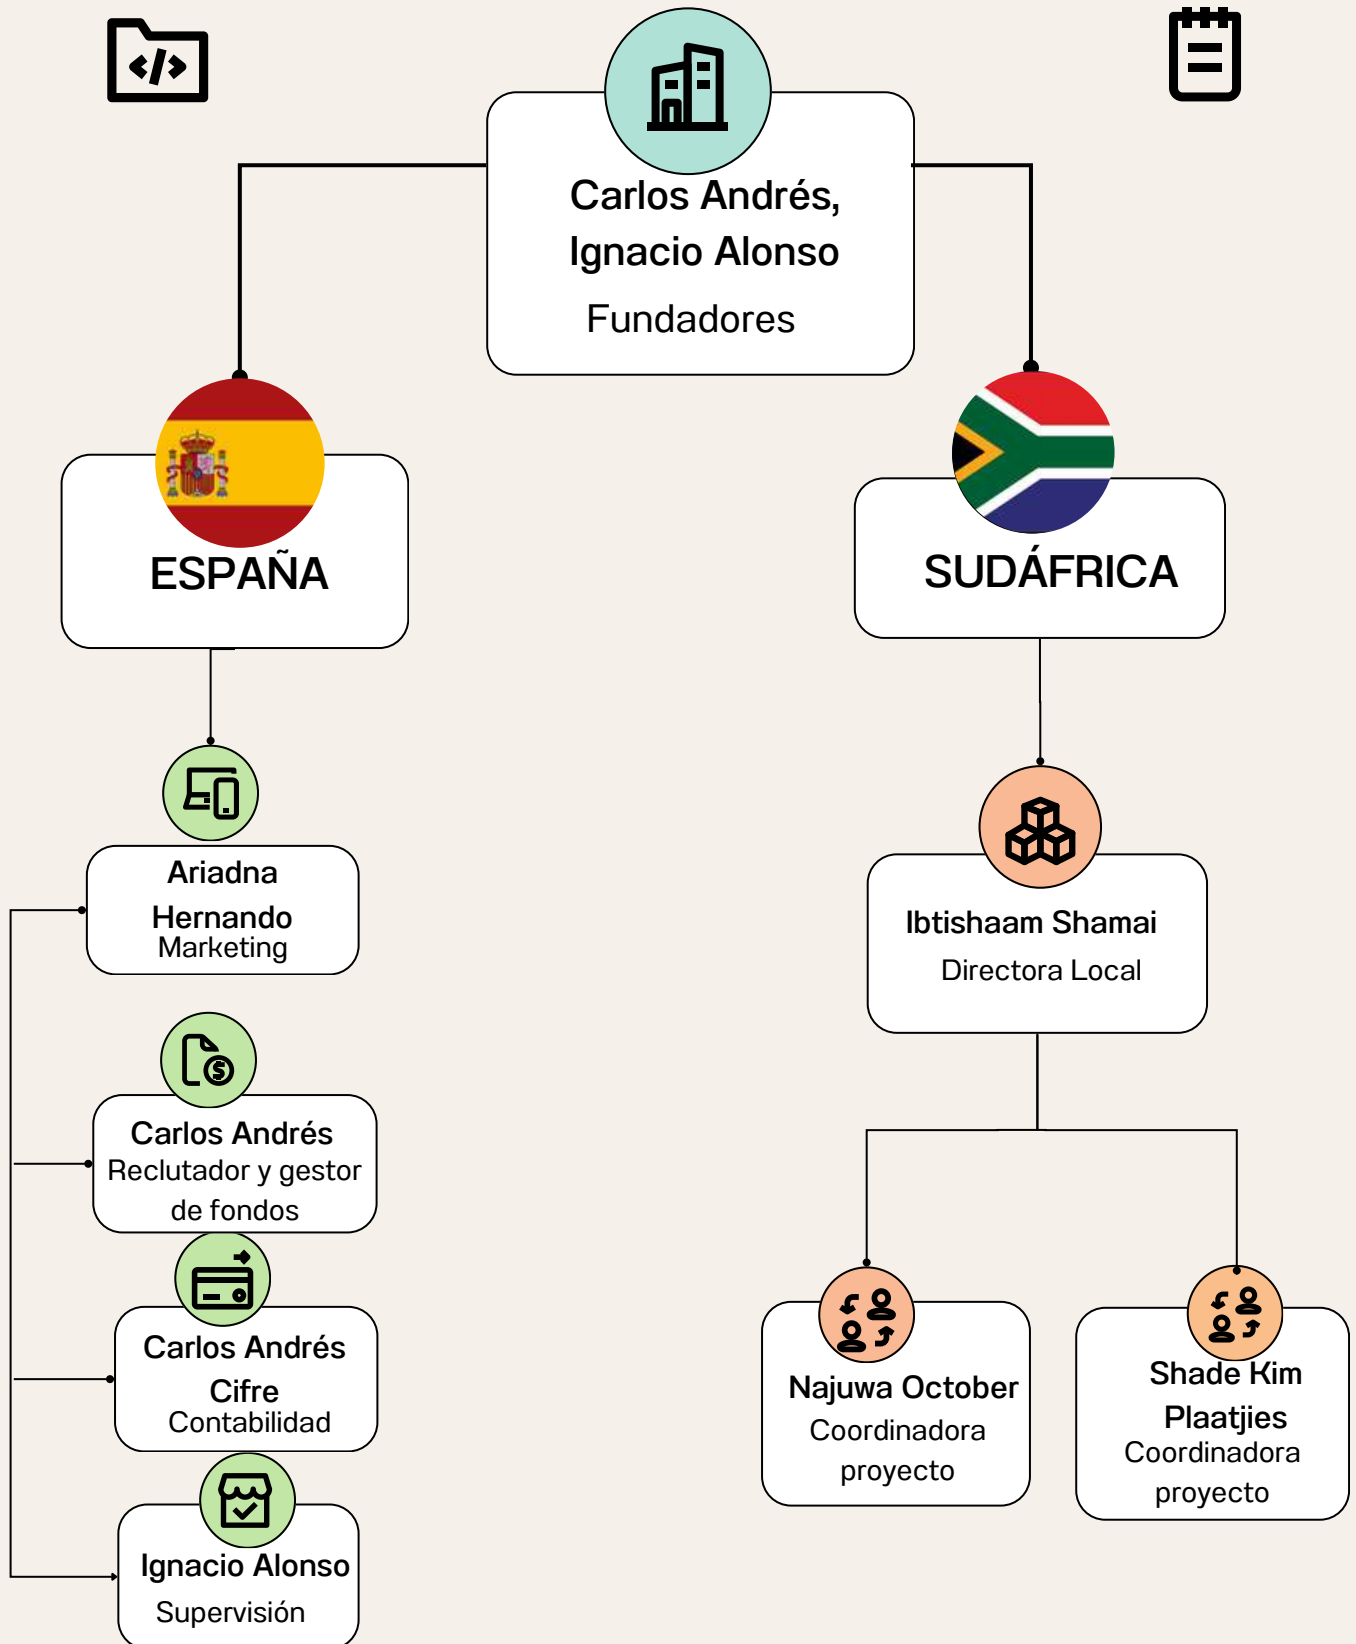 Carlos Andrés,
Ignacio Alonso
Fundadores
ESPAÑA
SUDÁFRICA
Ariadna
Hernando
Marketing
Carlos Andrés
Reclutador y gestor
de fondos
Carlos Andrés
Cifre
Contabilidad
Ignacio Alonso
Supervisión
Ibtishaam Shamai
Directora Local
Najuwa October
Coordinadora
proyecto
Shade Kim
Plaatjies
Coordinadora
proyecto